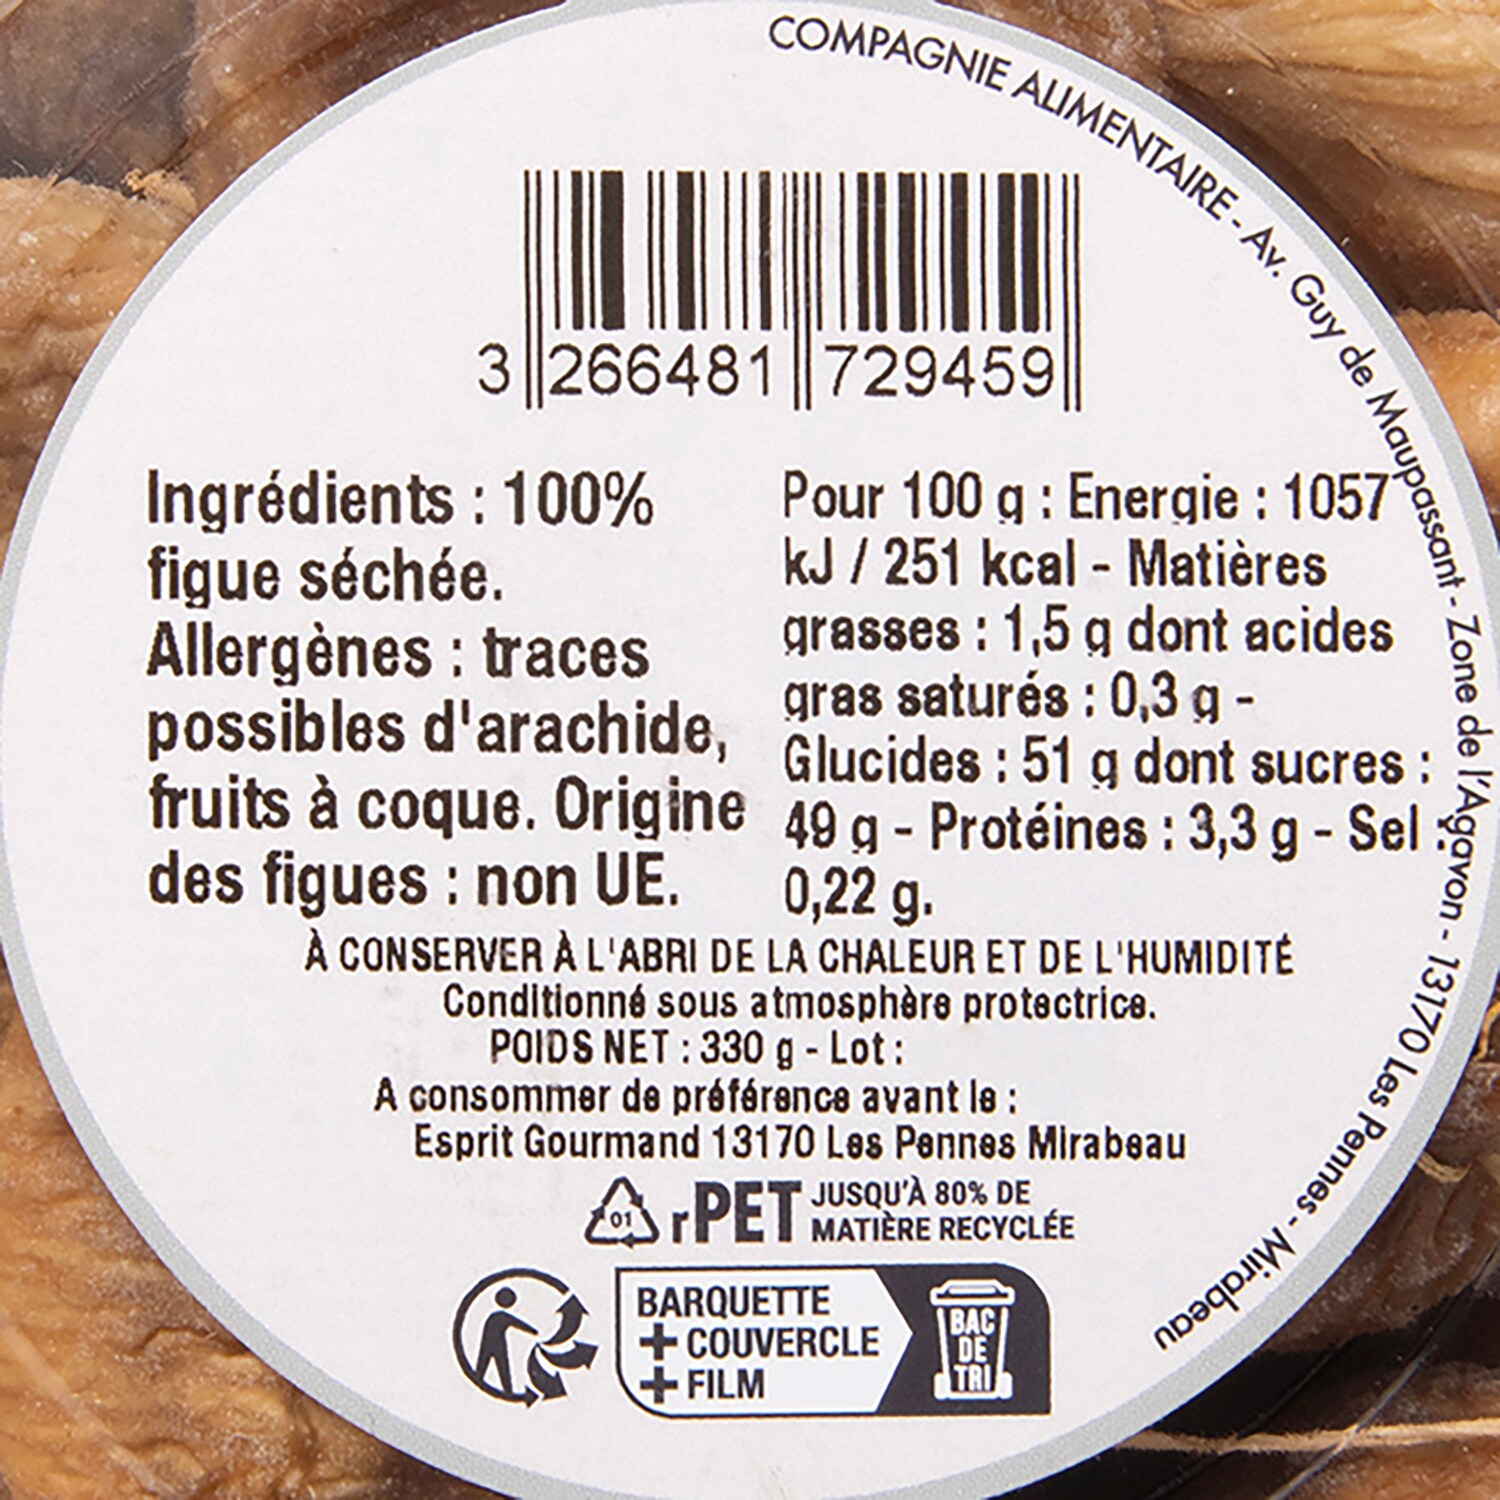 COMPAGNIE ALIMENTAIRE - Av. Guy de Maupassant - Zone de l'Agavon - 13170 Les Pennes - Mirabeau
3 266481 729459
Ingrédients : 100%
figue séchée.
Allergènes : traces
possibles d'arachide,
fruits à coque. Origine
des figues : non UE.
Pour 100 g : Energie : 1057
kJ / 251 kcal - Matières
grasses : 1,5 g dont acides
gras saturés : 0,3 g -
Glucides : 51 g dont sucres :
49 g - Protéines : 3,3 g - Sel :
0,22 g.
À CONSERVER À L'ABRI DE LA CHALEUR ET DE L'HUMIDITÉ
Conditionné sous atmosphère protectrice.
POIDS NET : 330 g - Lot :
A consommer de préférence avant le :
Esprit Gourmand 13170 Les Pennes Mirabeau
01 rPET JUSQU'À 80% DE
MATIÈRE RECYCLÉE
BARQUETTE
+ COUVERCLE
+ FILM
BAC
DE
TRI